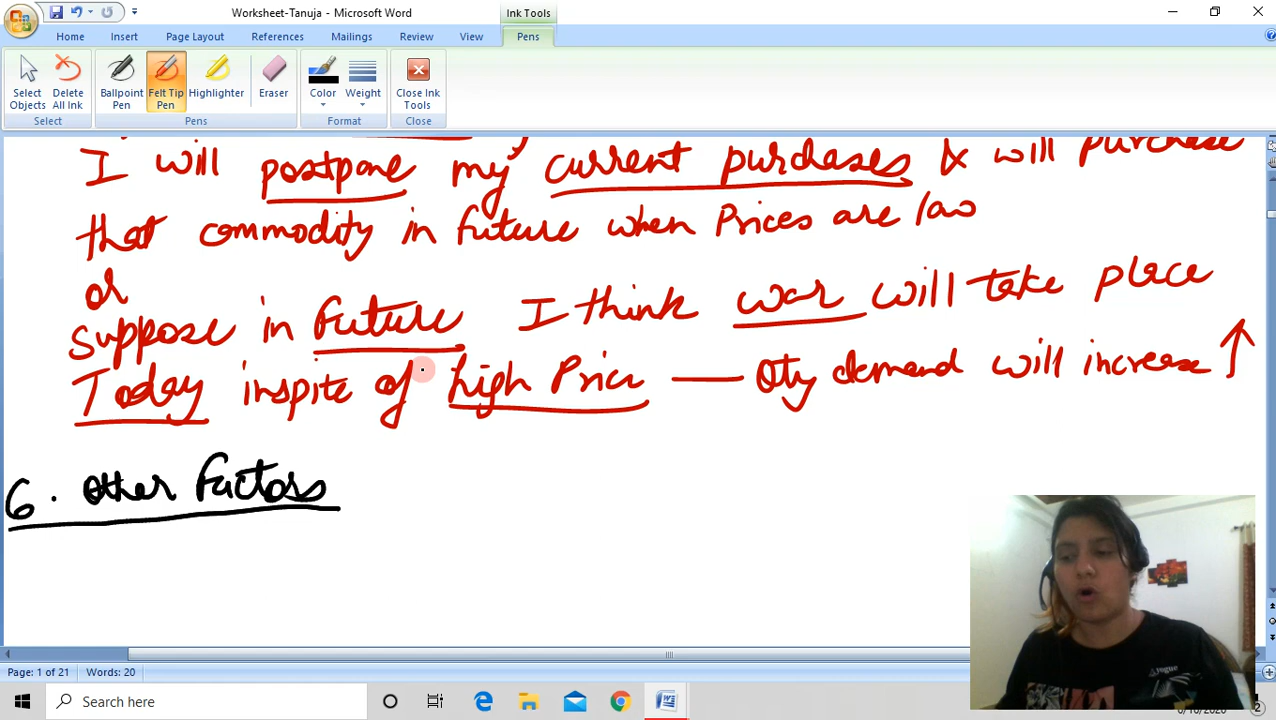 Worksheet-Tanuja - Microsoft Word
Ink Tools
Home Insert Page Layout References Mailings Review View Pens
Select Objects
Delete All Ink
Ballpoint Pen
Felt Tip Pen
Highlighter
Eraser
Color
Weight
Close Ink Tools
Select Pens Format Close
I will postpone my current purchases & will purchase
that commodity in future when Prices are low
or
suppose in Future I think war will take place
Today inspite of high Price — Qty demand will increase ↑
6. Other Factors
vogue
Page: 1 of 21 Words: 20
Type here to search